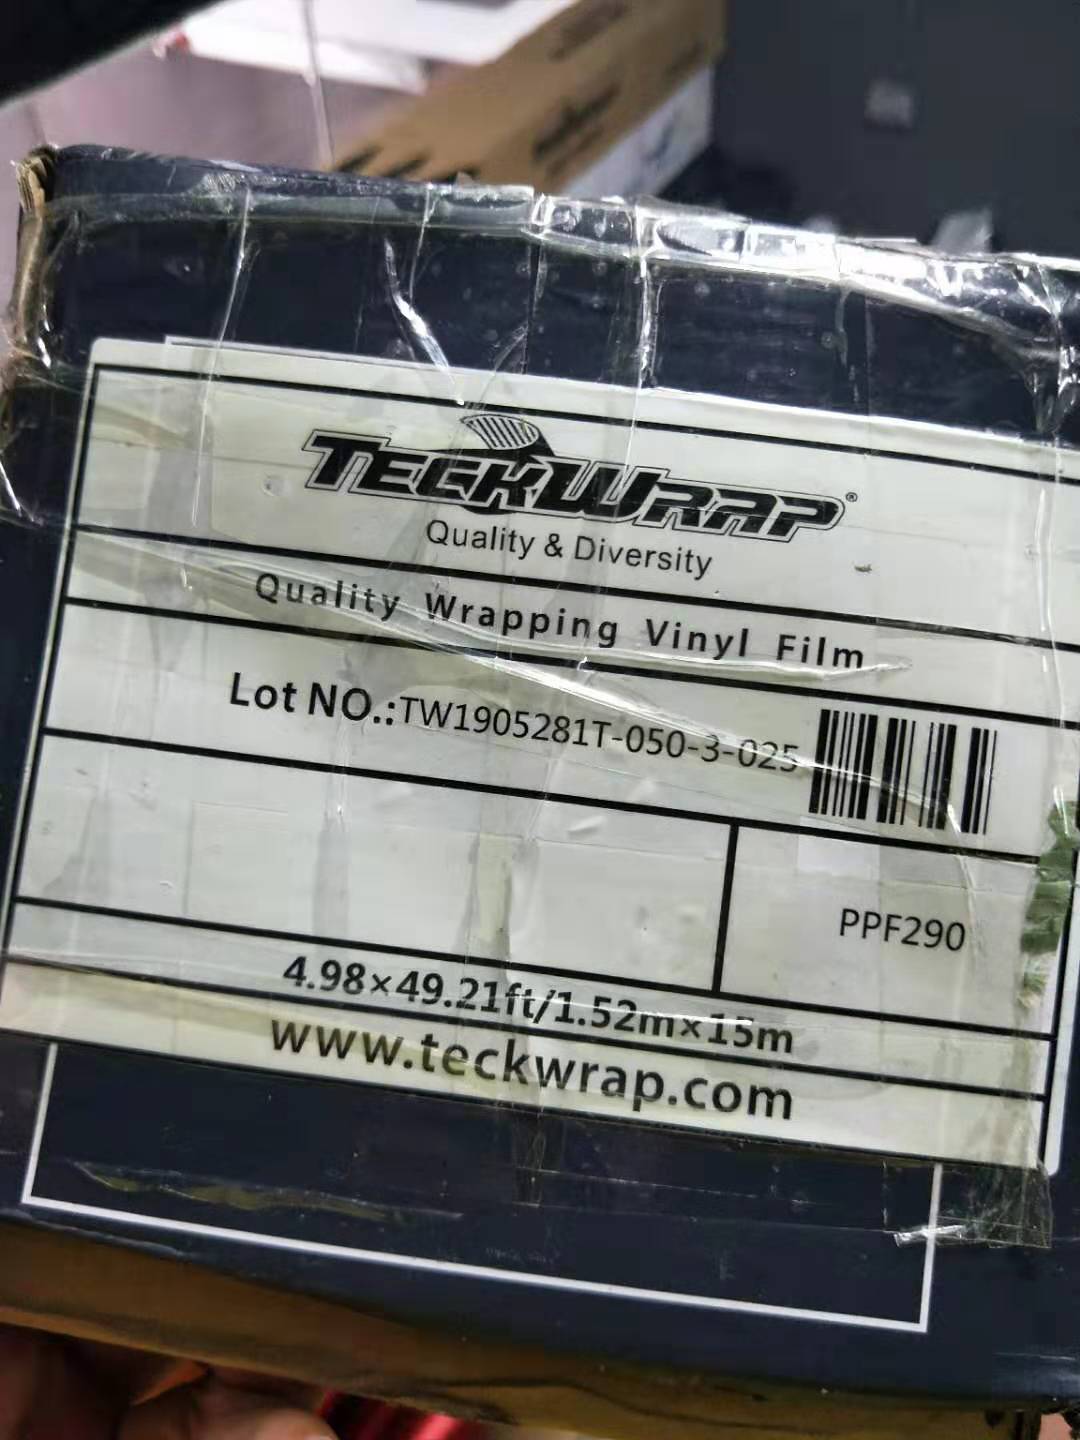 TECKWRAP®
Quality & Diversity
Quality Wrapping Vinyl Film
Lot NO.:TW1905281T-050-3-025
PPF290
4.98×49.21ft/1.52m×15m
www.teckwrap.com